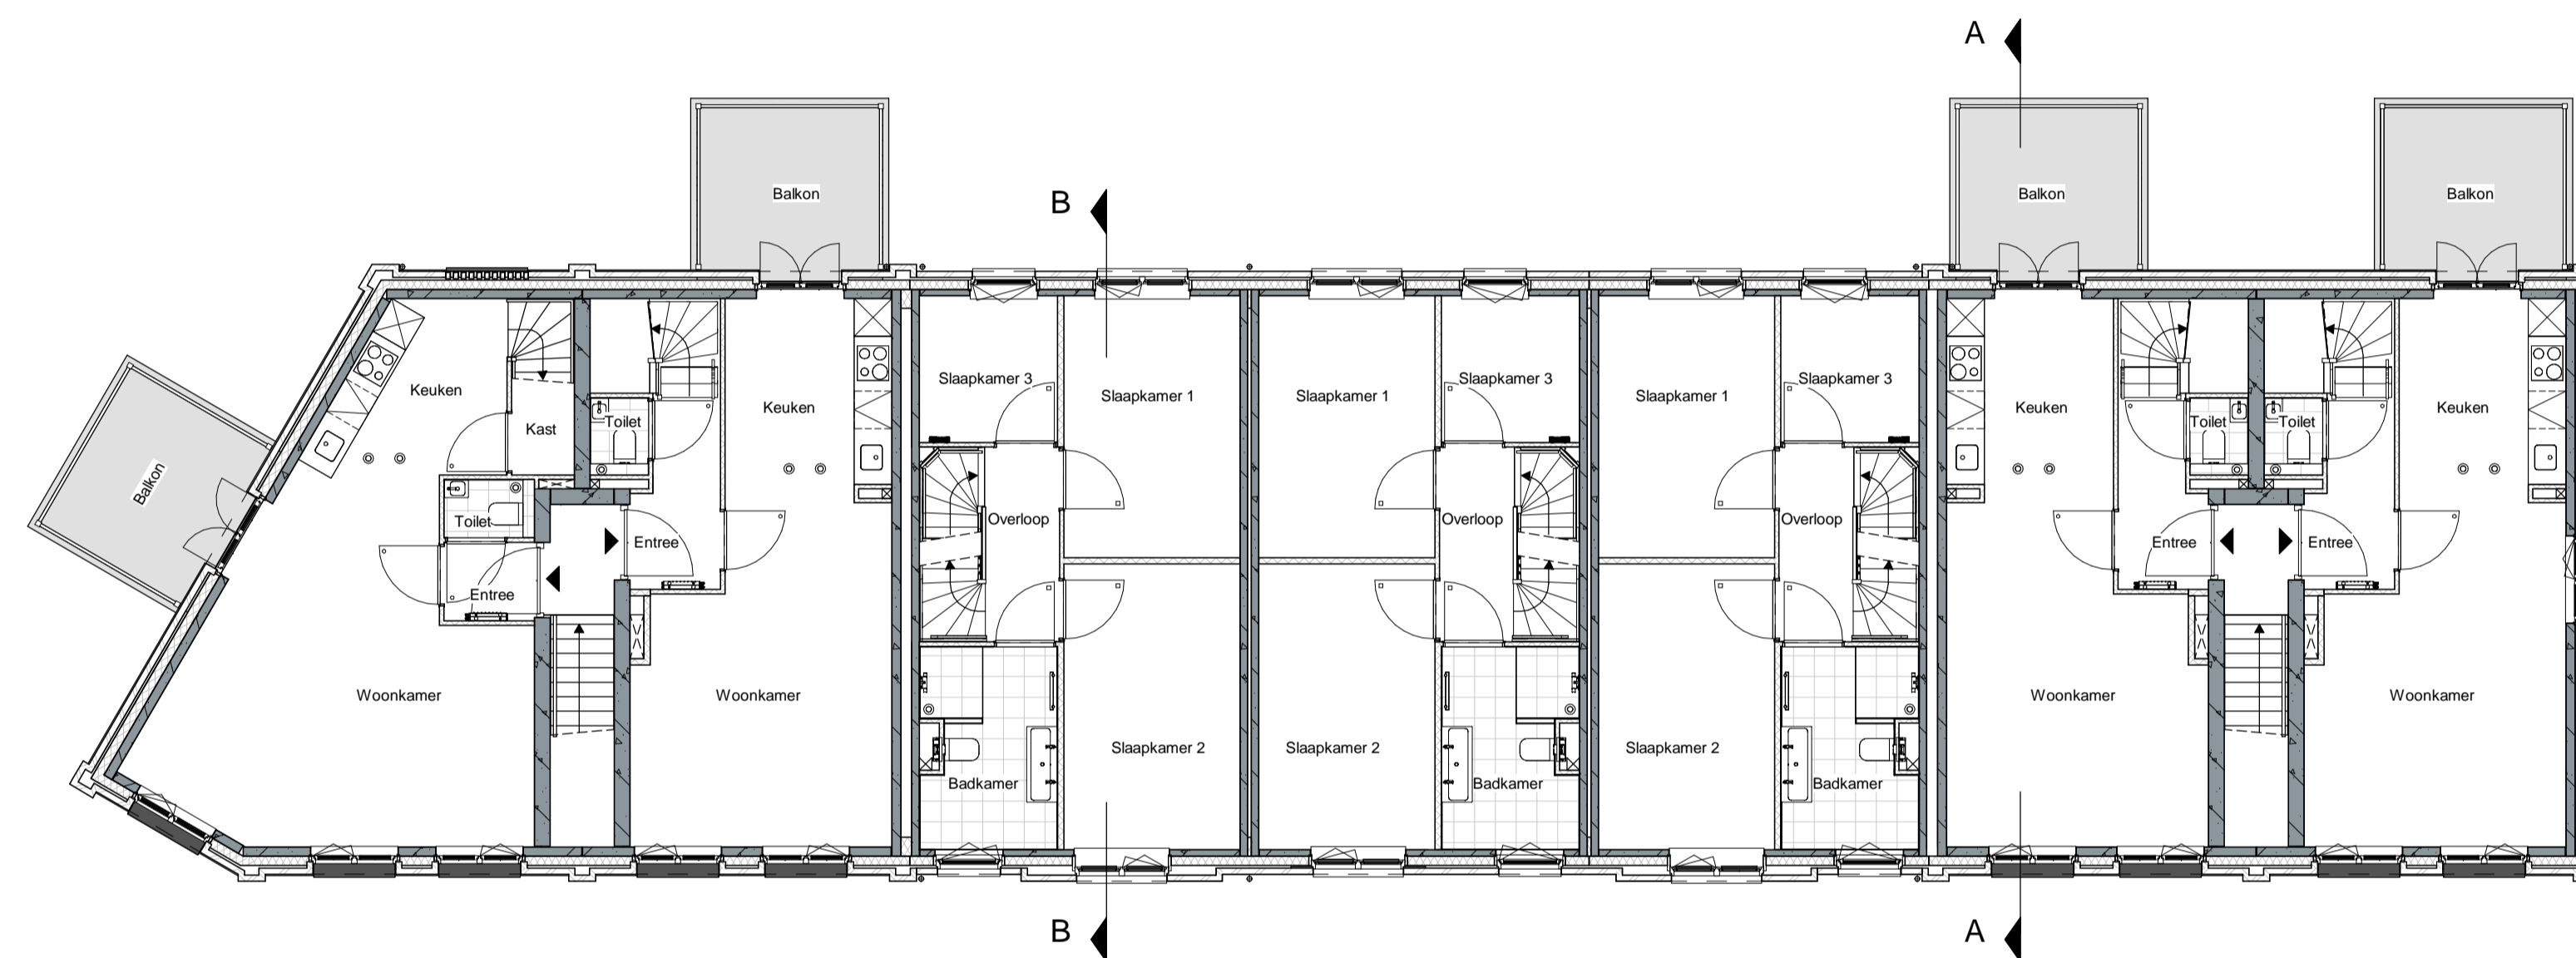 A
Balkon
Balkon
Balkon
B
Slaapkamer 3
Slaapkamer 3
Slaapkamer 3
Keuken
Slaapkamer 1
Slaapkamer 1
Slaapkamer 1
Keuken
Keuken
Keuken
Kast
Toilet
Toilet
Toilet
Balkon
Toilet
Overloop
Overloop
Overloop
Entree
Entree
Entree
Entree
Woonkamer
Woonkamer
Woonkamer
Woonkamer
Slaapkamer 2
Slaapkamer 2
Slaapkamer 2
Badkamer
Badkamer
Badkamer
B
A